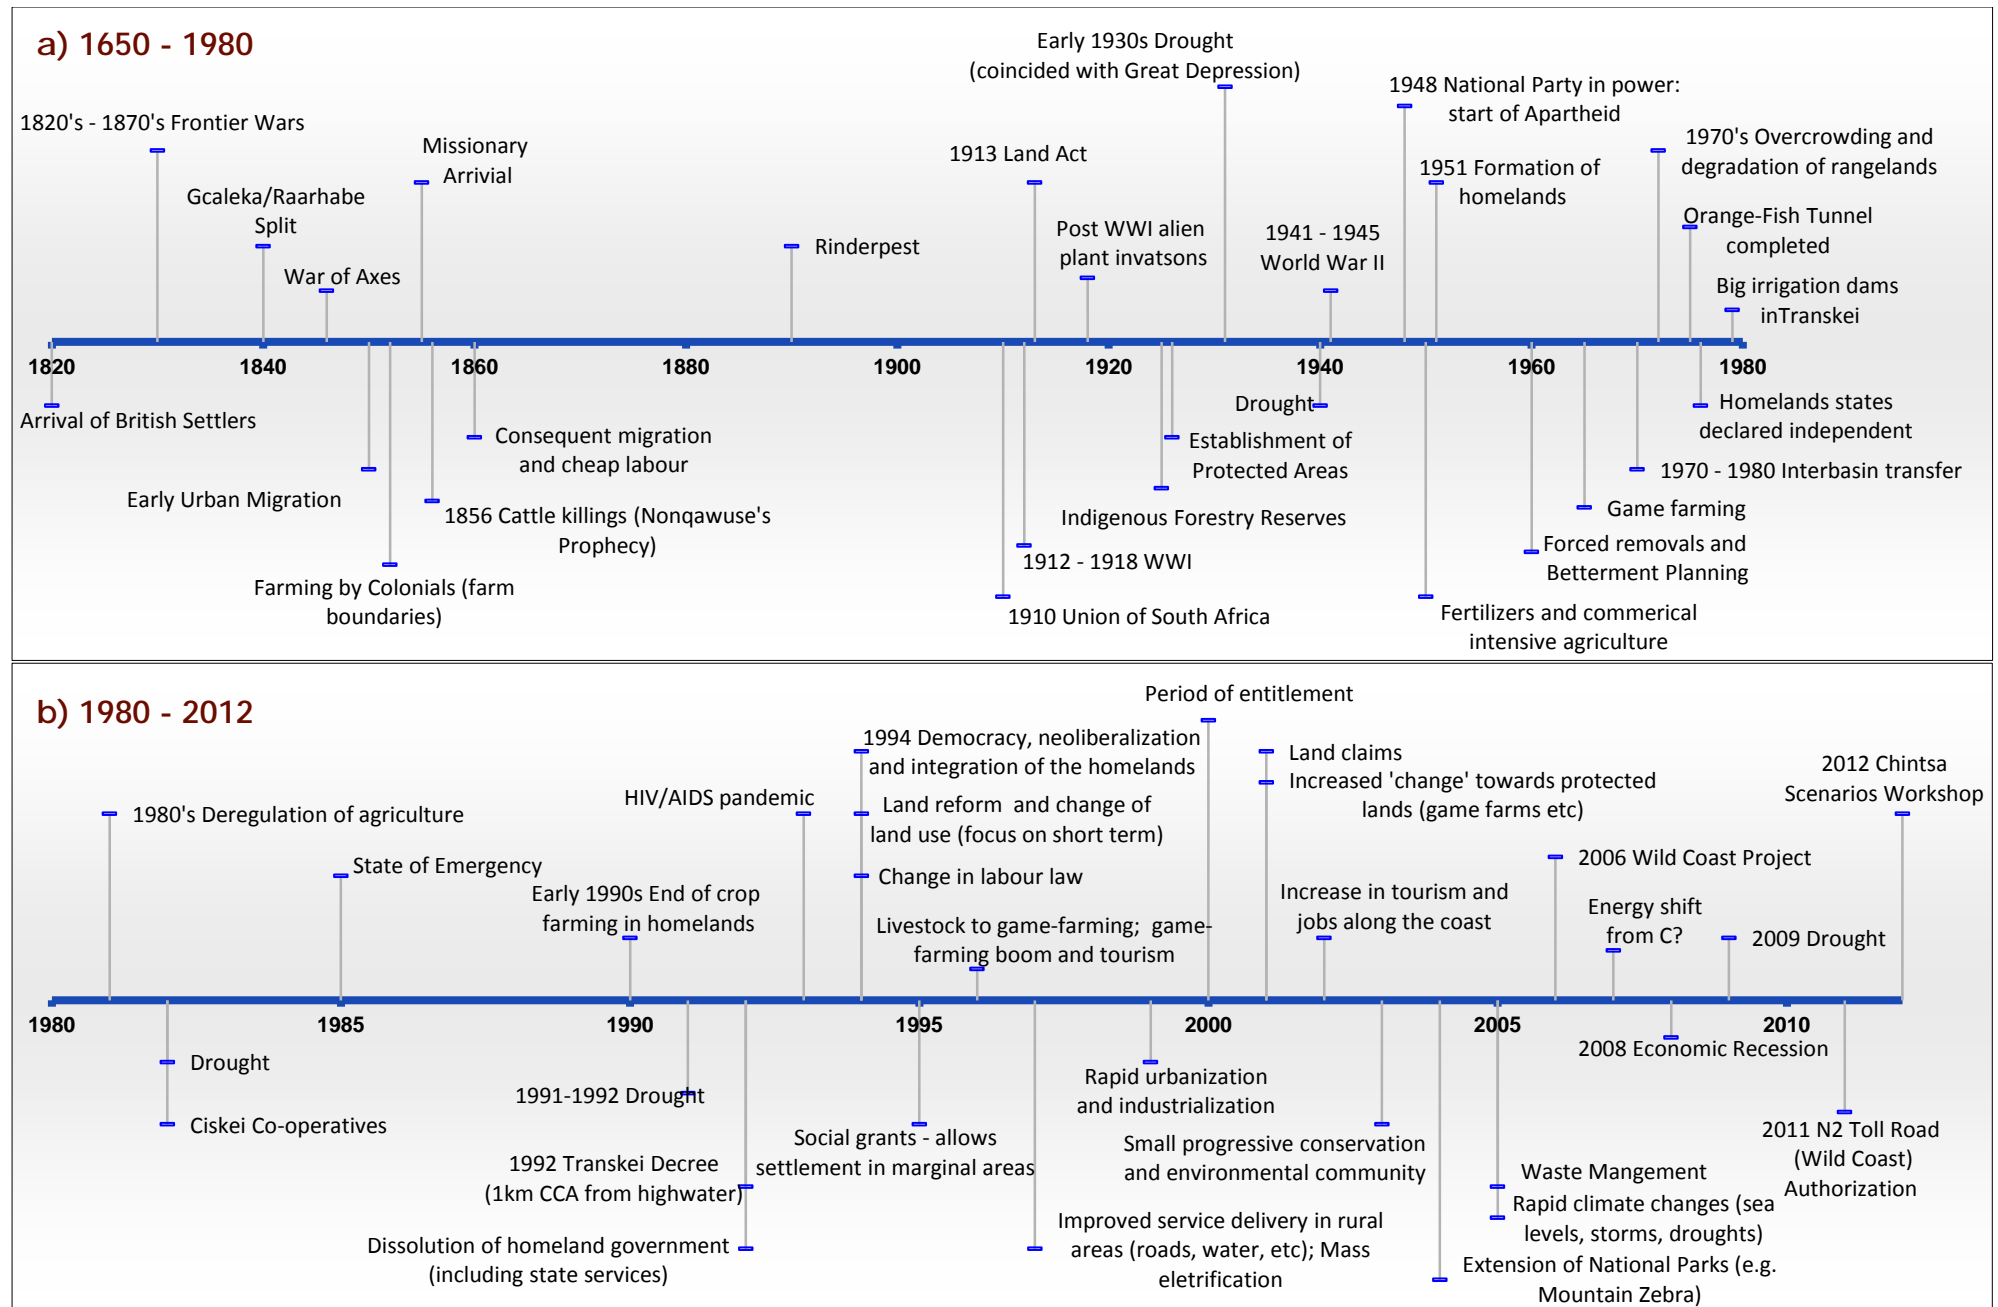 a) 1650 - 1980
Early 1930s Drought
(coincided with Great Depression)
1948 National Party in power:
start of Apartheid
1820's - 1870's Frontier Wars
Missionary
Arrivial
1913 Land Act
1970's Overcrowding and
degradation of rangelands
1951 Formation of
homelands
Gcaleka/Raarhabe
Split
Post WWI alien
plant invatsons
1941 - 1945
World War II
Orange-Fish Tunnel
completed
Rinderpest
War of Axes
Big irrigation dams
inTranskei
1820
1840
1860
1880
1900
1920
1940
1960
1980
Arrival of British Settlers
Drought
Homelands states
declared independent
Consequent migration
and cheap labour
Establishment of
Protected Areas
1970 - 1980 Interbasin transfer
Early Urban Migration
1856 Cattle killings (Nonqawuse's
Prophecy)
Indigenous Forestry Reserves
Game farming
Forced removals and
Betterment Planning
1912 - 1918 WWI
Farming by Colonials (farm
boundaries)
1910 Union of South Africa
Fertilizers and commerical
intensive agriculture
b) 1980 - 2012
Period of entitlement
1994 Democracy, neoliberalization
and integration of the homelands
Land claims
Increased 'change' towards protected
lands (game farms etc)
2012 Chintsa
Scenarios Workshop
HIV/AIDS pandemic
1980's Deregulation of agriculture
Land reform  and change of
land use (focus on short term)
State of Emergency
Change in labour law
2006 Wild Coast Project
Early 1990s End of crop
farming in homelands
Increase in tourism and
jobs along the coast
Livestock to game-farming;  game-
farming boom and tourism
Energy shift
from C?
2009 Drought
1980
1985
1990
1995
2000
2005
2010
Drought
2008 Economic Recession
Rapid urbanization
and industrialization
1991-1992 Drought
Ciskei Co-operatives
Social grants - allows
settlement in marginal areas
Small progressive conservation
and environmental community
2011 N2 Toll Road
(Wild Coast)
Authorization
1992 Transkei Decree
(1km CCA from highwater)
Waste Mangement
Rapid climate changes (sea
levels, storms, droughts)
Improved service delivery in rural
areas (roads, water, etc); Mass
eletrification
Dissolution of homeland government
(including state services)
Extension of National Parks (e.g.
Mountain Zebra)